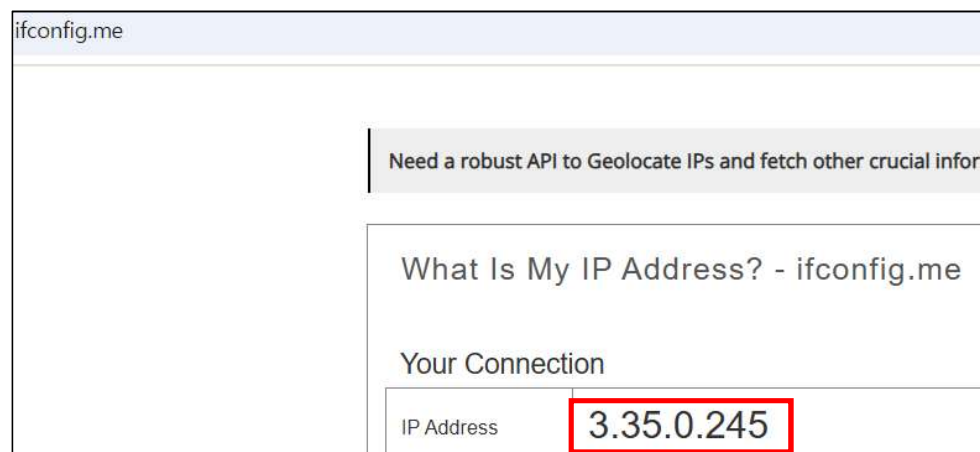 ifconfig.me
Need a robust API to Geolocate IPs and fetch other crucial
What Is My IP Address? - ifconfig.me
Your Connection
IP Address 3.35.0.245